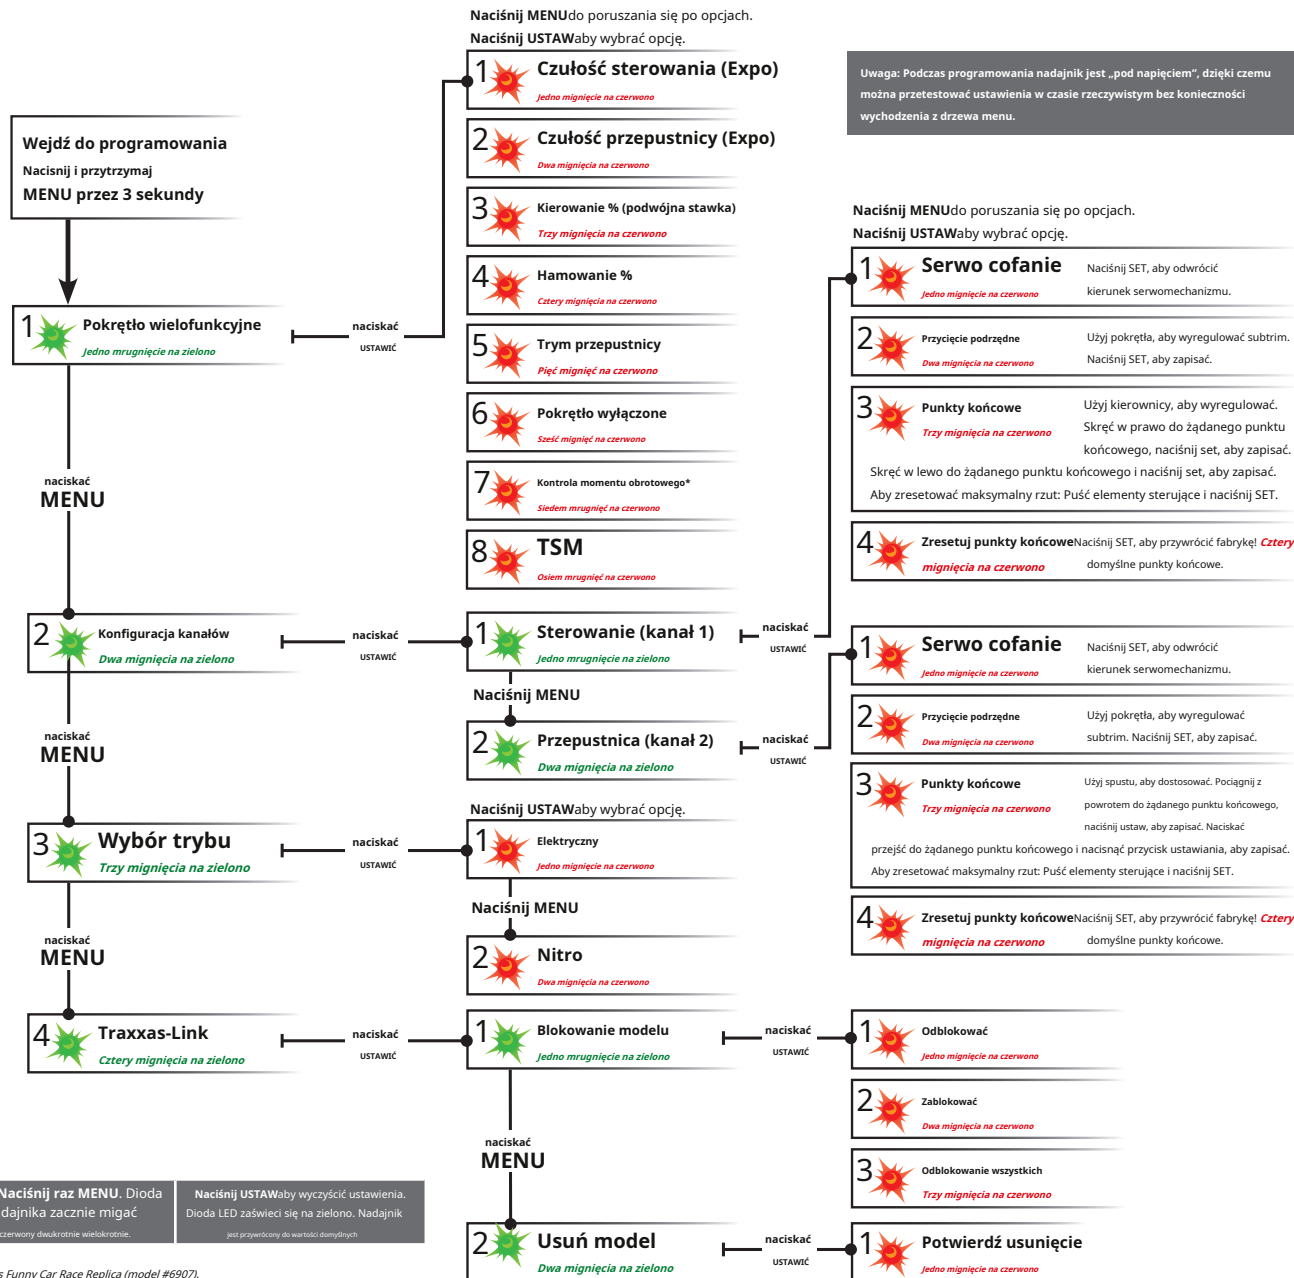 Naciśnij MENUdo poruszania się po opcjach.
Naciśnij USTAWaby wybrać opcję.
1 Czułość sterowania (Expo)
Jedno mignięcie na czerwono
2 Czułość przepustnicy (Expo)
Dwa mignięcia na czerwono
3 Kierowanie % (podwójna stawka)
Trzy mignięcia na czerwono
4 Hamowanie %
Cztery mignięcia na czerwono
5 Trym przepustnicy
Pięć mignięć na czerwono
6 Pokrętło wyłączone
Sześć mignięć na czerwono
7 Kontrola momentu obrotowego*
Siedem mrugnięć na czerwono
8 TSM
Osiem mrugnięć na czerwono
Uwaga: Podczas programowania nadajnik jest „pod napięciem”, dzięki czemu
można przetestować ustawienia w czasie rzeczywistym bez konieczności
wychodzenia z drzewa menu.
Wejdź do programowania
Nacisnij i przytrzymaj
MENU przez 3 sekundy
1 Pokrętło wielofunkcyjne
Jedno mrugnięcie na zielono
naciskać
USTAWIĆ
naciskać
MENU
2 Konfiguracja kanałów
Dwa mignięcia na zielono
naciskać
USTAWIĆ
1 Sterowanie (kanał 1)
Jedno mrugnięcie na zielono
naciskać
USTAWIĆ
Naciśnij MENU
2 Przepustnica (kanał 2)
Dwa mignięcia na zielono
naciskać
USTAWIĆ
Naciśnij MENUdo poruszania się po opcjach.
Naciśnij USTAWaby wybrać opcję.
1 Serwo cofanie
Jedno mignięcie na czerwono
Naciśnij SET, aby odwrócić
kierunek serwomechanizmu.
2 Przycięcie podrzędne
Dwa mignięcia na czerwono
Użyj pokrętła, aby wyregulować subtrim.
Naciśnij SET, aby zapisać.
3 Punkty końcowe
Trzy mignięcia na czerwono
Użyj kierownicy, aby wyregulować.
Skręć w prawo do żądanego punktu
końcowego, naciśnij set, aby zapisać.
Skręć w lewo do żądanego punktu końcowego i naciśnij set, aby zapisać.
Aby zresetować maksymalny rzut: Puść elementy sterujące i naciśnij SET.
4 Zresetuj punkty końcoweNaciśnij SET, aby przywrócić fabrykę! Cztery
mignięcia na czerwono domyślne punkty końcowe.
1 Serwo cofanie
Jedno mignięcie na czerwono
Naciśnij SET, aby odwrócić
kierunek serwomechanizmu.
2 Przycięcie podrzędne
Dwa mignięcia na czerwono
Użyj pokrętła, aby wyregulować
subtrim. Naciśnij SET, aby zapisać.
3 Punkty końcowe
Trzy mignięcia na czerwono
Użyj spustu, aby dostosować. Pociągnij z
powrotem do żądanego punktu końcowego,
naciśnij ustaw, aby zapisać. Naciskać
przejść do żądanego punktu końcowego i nacisnąć przycisk ustawiania, aby zapisać.
Aby zresetować maksymalny rzut: Puść elementy sterujące i naciśnij SET.
4 Zresetuj punkty końcoweNaciśnij SET, aby przywrócić fabrykę! Cztery
mignięcia na czerwono domyślne punkty końcowe.
naciskać
MENU
3 Wybór trybu
Trzy mignięcia na zielono
naciskać
USTAWIĆ
Naciśnij USTAWaby wybrać opcję.
1 Elektryczny
Jedno mignięcie na czerwono
Naciśnij MENU
2 Nitro
Dwa mignięcia na czerwono
naciskać
MENU
4 Traxxas-Link
Cztery mignięcia na zielono
naciskać
USTAWIĆ
1 Blokowanie modelu
Jedno mrugnięcie na zielono
naciskać
USTAWIĆ
1 Odblokować
Jedno mignięcie na czerwono
2 Zablokować
Dwa mignięcia na czerwono
3 Odblokowanie wszystkich
Trzy mignięcia na czerwono
naciskać
MENU
2 Usuń model
Dwa mignięcia na zielono
naciskać
USTAWIĆ
1 Potwierdź usunięcie
Jedno mignięcie na czerwono
Naciśnij raz MENU. Dioda
dajnika zacznie migać
czerwony dwukrotnie wielokrotnie.
Naciśnij USTAWaby wyczyścić ustawienia.
Dioda LED zaświeci się na zielono. Nadajnik
jest przywrócony do wartości domyślnych
s Funny Car Race Replica (model #6907).